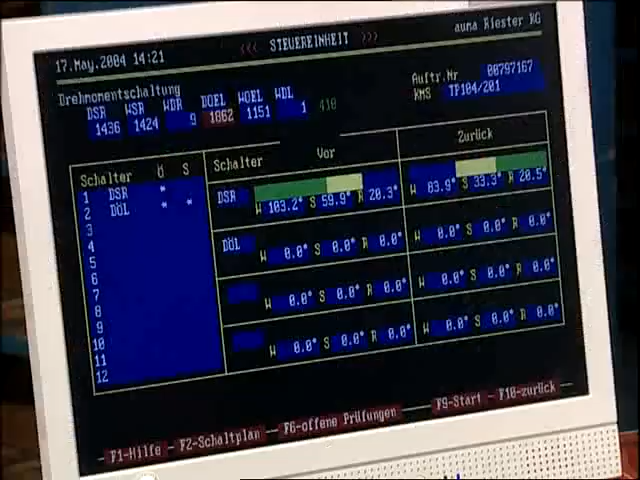 17.May.2004 14:21 <<< STEUEREINHEIT >>> auma Riester KG
Drehmomentschaltung Auftr.Nr 00797167
KMS TP104/201
DSR WSR WDR DOEL WOEL WDL
1436 1424 9 1862 1151 1 410
Schalter Ö S Schalter Vor Zurück
1 DSR *
2 DÖL * *
3
4
5
6
7
8
9
10
11
12
DSR
W 103.2° S 59.9° R 20.3° W 83.9° S 33.3° R 20.5°
DÖL
W 0.0° S 0.0° R 0.0° W 0.0° S 0.0° R 0.0°
W 0.0° S 0.0° R 0.0° W 0.0° S 0.0° R 0.0°
W 0.0° S 0.0° R 0.0° W 0.0° S 0.0° R 0.0°
F1-Hilfe F2-Schaltplan F6-offene Prüfungen F9-Start F10-zurück